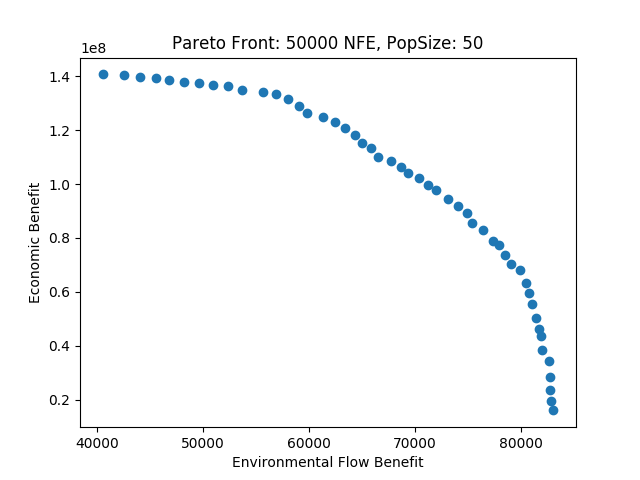 Pareto Front: 50000 NFE, PopSize: 50
1e8
1.4
1.2
1.0
0.8
0.6
0.4
0.2
Economic Benefit
40000 50000 60000 70000 80000
Environmental Flow Benefit